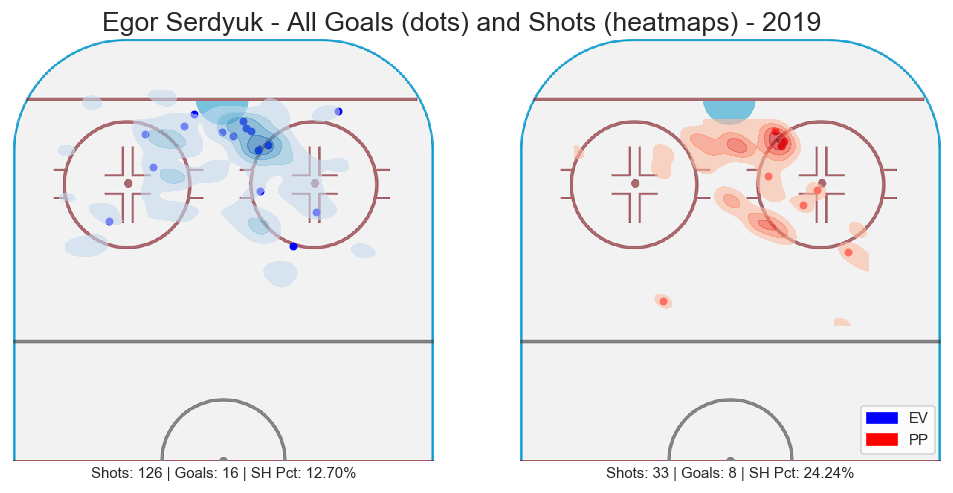 Egor Serdyuk - All Goals (dots) and Shots (heatmaps) - 2019
EV
PP
Shots: 126 | Goals: 16 | SH Pct: 12.70%
Shots: 33 | Goals: 8 | SH Pct: 24.24%